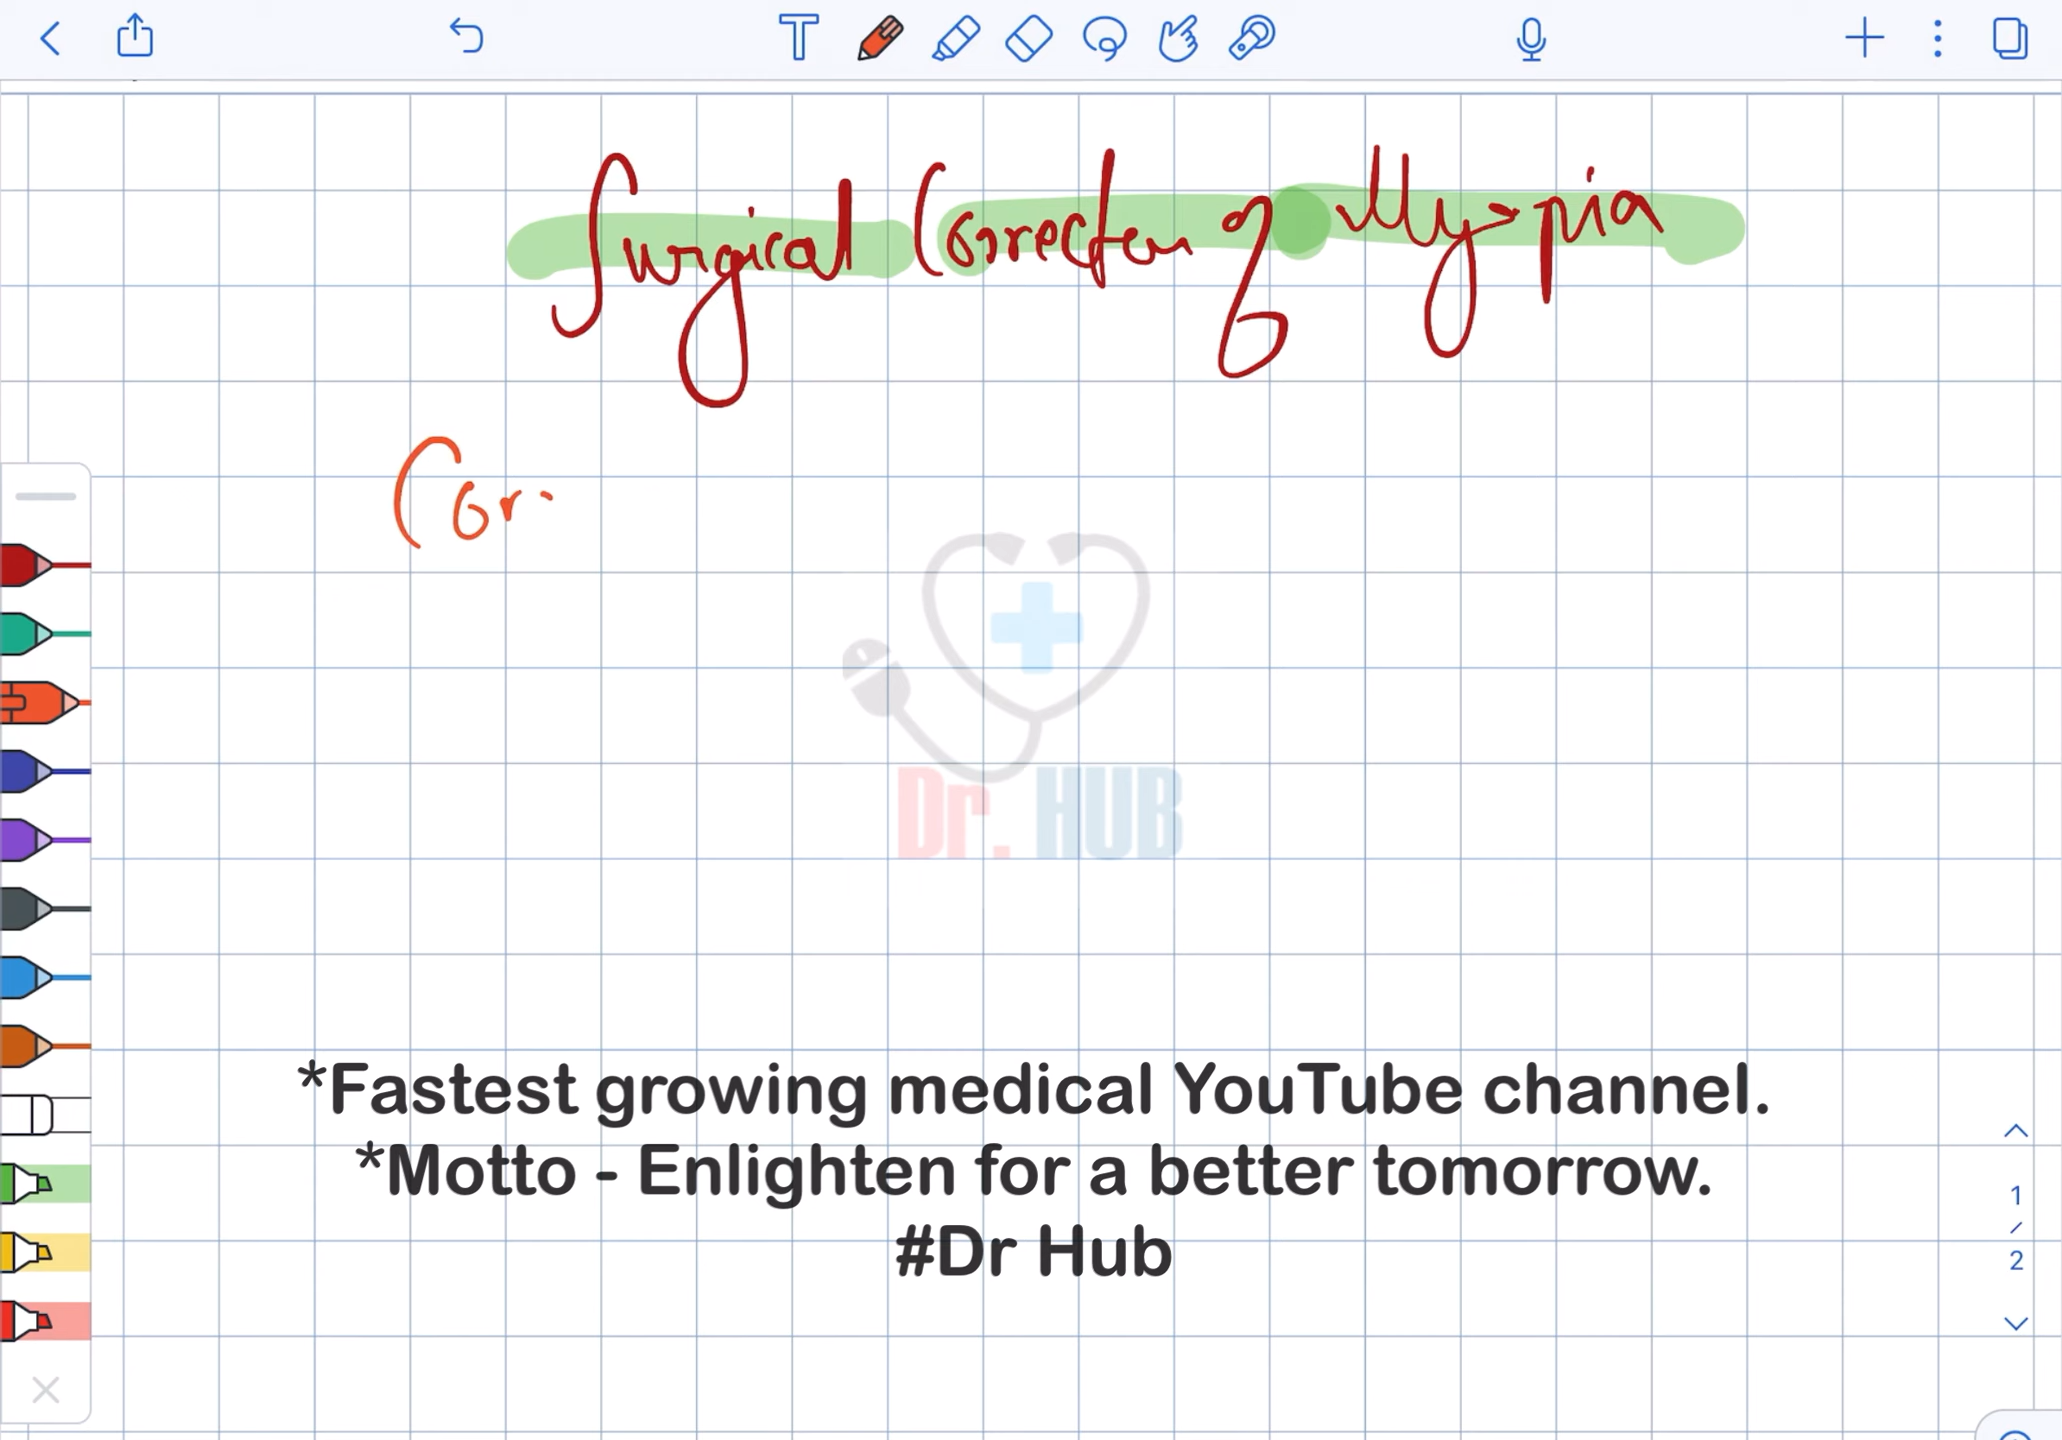 Surgical Correction of Myopia
Cor
Dr. HUB
*Fastest growing medical YouTube channel.
*Motto - Enlighten for a better tomorrow.
#Dr Hub
1
/
2